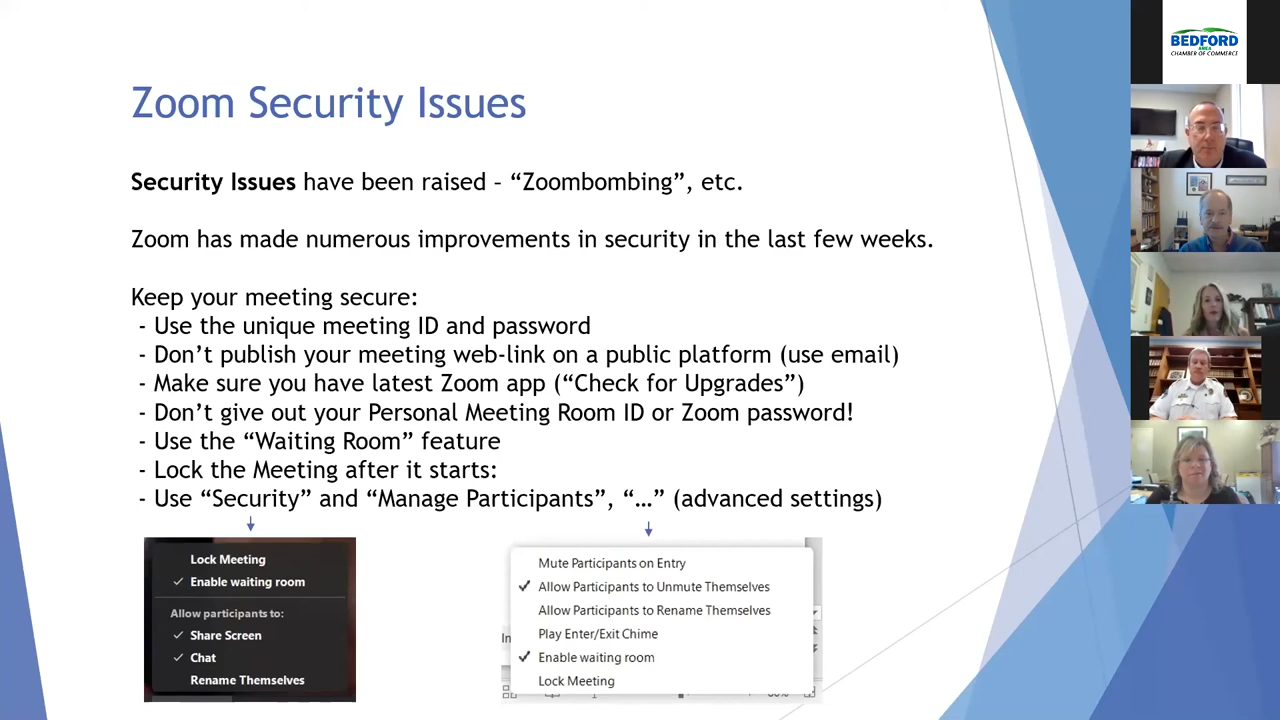 Zoom Security Issues
Security Issues have been raised – “Zoombombing”, etc.
Zoom has made numerous improvements in security in the last few weeks.
Keep your meeting secure:
- Use the unique meeting ID and password
- Don’t publish your meeting web-link on a public platform (use email)
- Make sure you have latest Zoom app (“Check for Upgrades”)
- Don’t give out your Personal Meeting Room ID or Zoom password!
- Use the “Waiting Room” feature
- Lock the Meeting after it starts:
- Use “Security” and “Manage Participants”, “…” (advanced settings)
Lock Meeting
Enable waiting room
Allow participants to:
Share Screen
Chat
Rename Themselves
Mute Participants on Entry
Allow Participants to Unmute Themselves
Allow Participants to Rename Themselves
Play Enter/Exit Chime
Enable waiting room
Lock Meeting
BEDFORD
AREA
CHAMBER OF COMMERCE